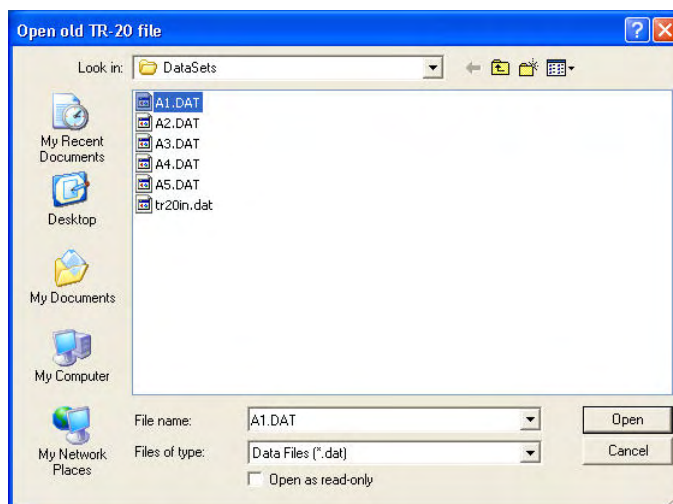 Open old TR-20 file
Look in: DataSets
My Recent
Documents
Desktop
My Documents
My Computer
My Network
Places
A1.DAT
A2.DAT
A3.DAT
A4.DAT
A5.DAT
tr20in.dat
File name: A1.DAT Open
Files of type: Data Files (*.dat) Cancel
Open as read-only